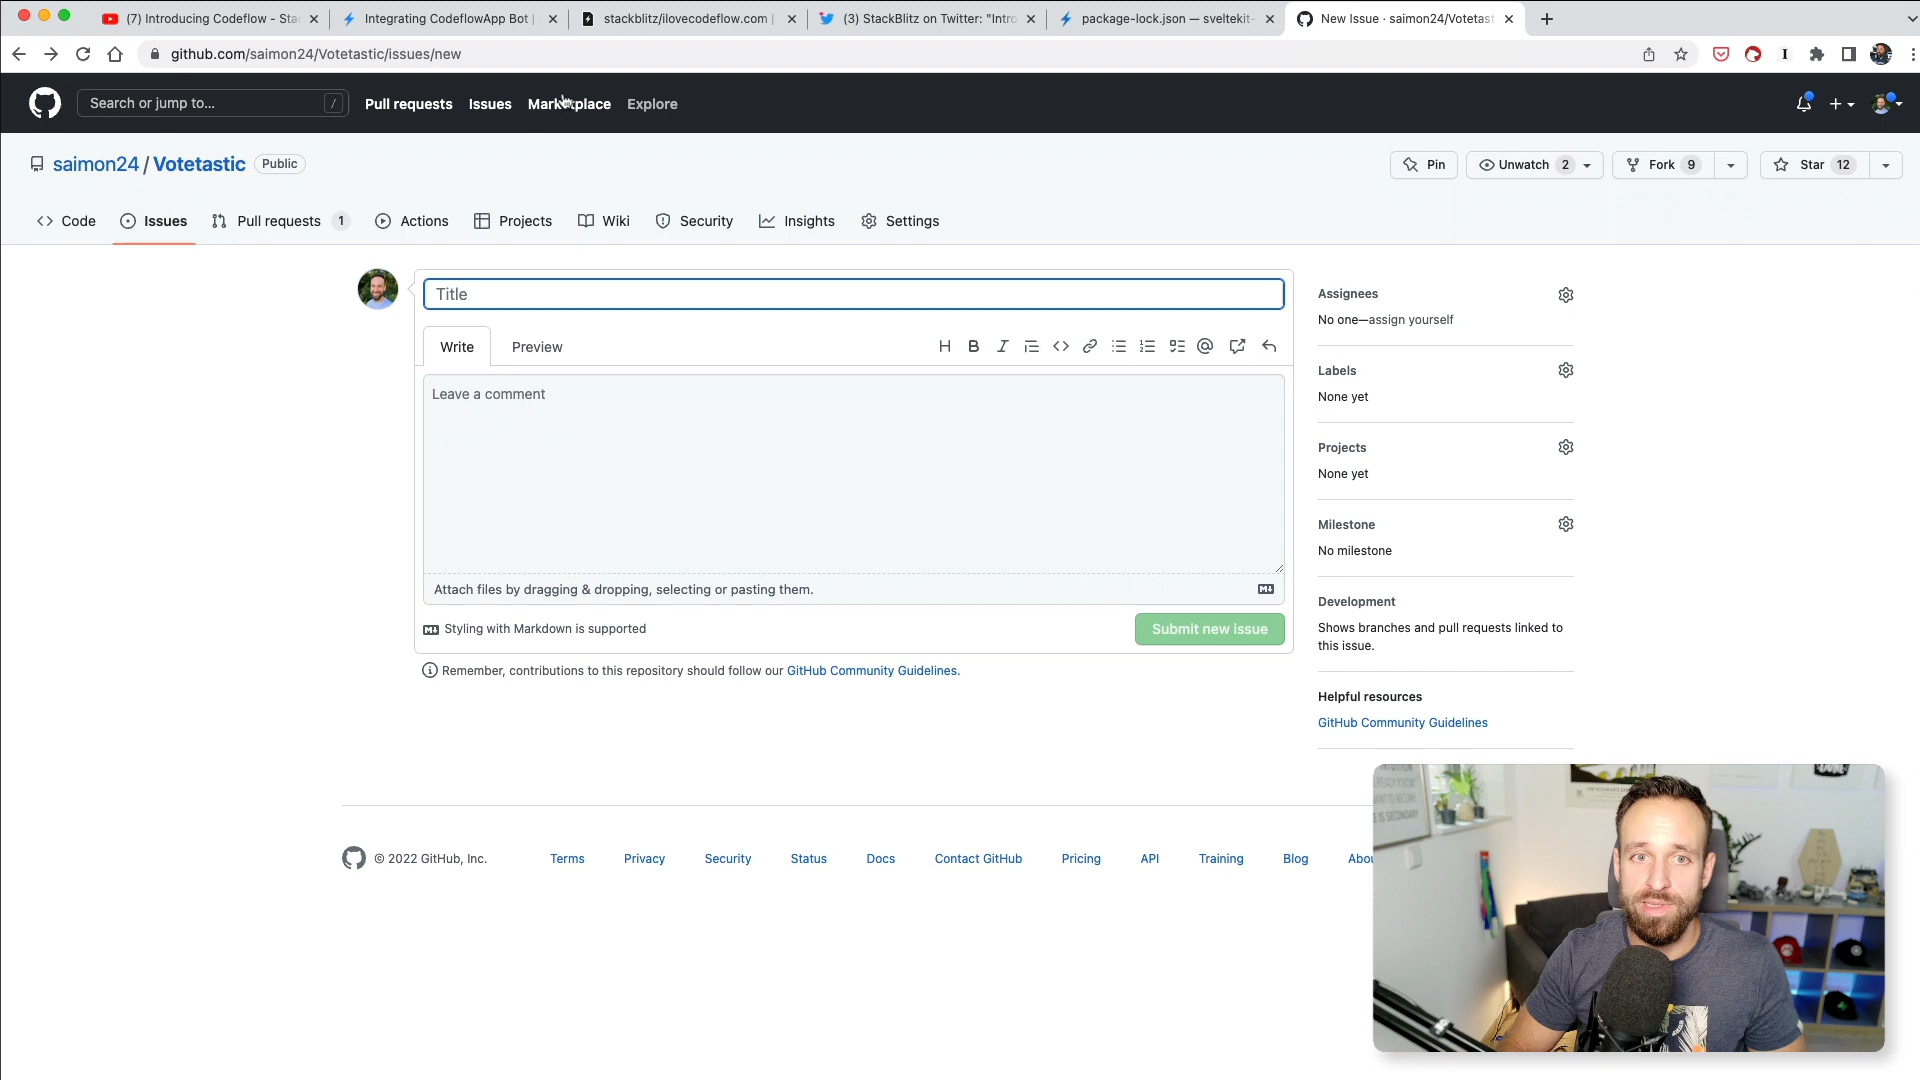 (7) Introducing Codeflow - Sta
Integrating CodeflowApp Bot |
stackblitz/ilovecodeflow.com |
(3) StackBlitz on Twitter: "Intro
package-lock.json — sveltekit-
New Issue · saimon24/Votetast
github.com/saimon24/Votetastic/issues/new
Search or jump to...
/
Pull requests
Issues
Marketplace
Explore
saimon24 / Votetastic
Public
Pin
Unwatch 2
Fork 9
Star 12
Code
Issues
Pull requests 1
Actions
Projects
Wiki
Security
Insights
Settings
Title
Write
Preview
Leave a comment
Attach files by dragging & dropping, selecting or pasting them.
Styling with Markdown is supported
Submit new issue
Remember, contributions to this repository should follow our GitHub Community Guidelines.
Assignees
No one—assign yourself
Labels
None yet
Projects
None yet
Milestone
No milestone
Development
Shows branches and pull requests linked to
this issue.
Helpful resources
GitHub Community Guidelines
© 2022 GitHub, Inc.
Terms
Privacy
Security
Status
Docs
Contact GitHub
Pricing
API
Training
Blog
Abou